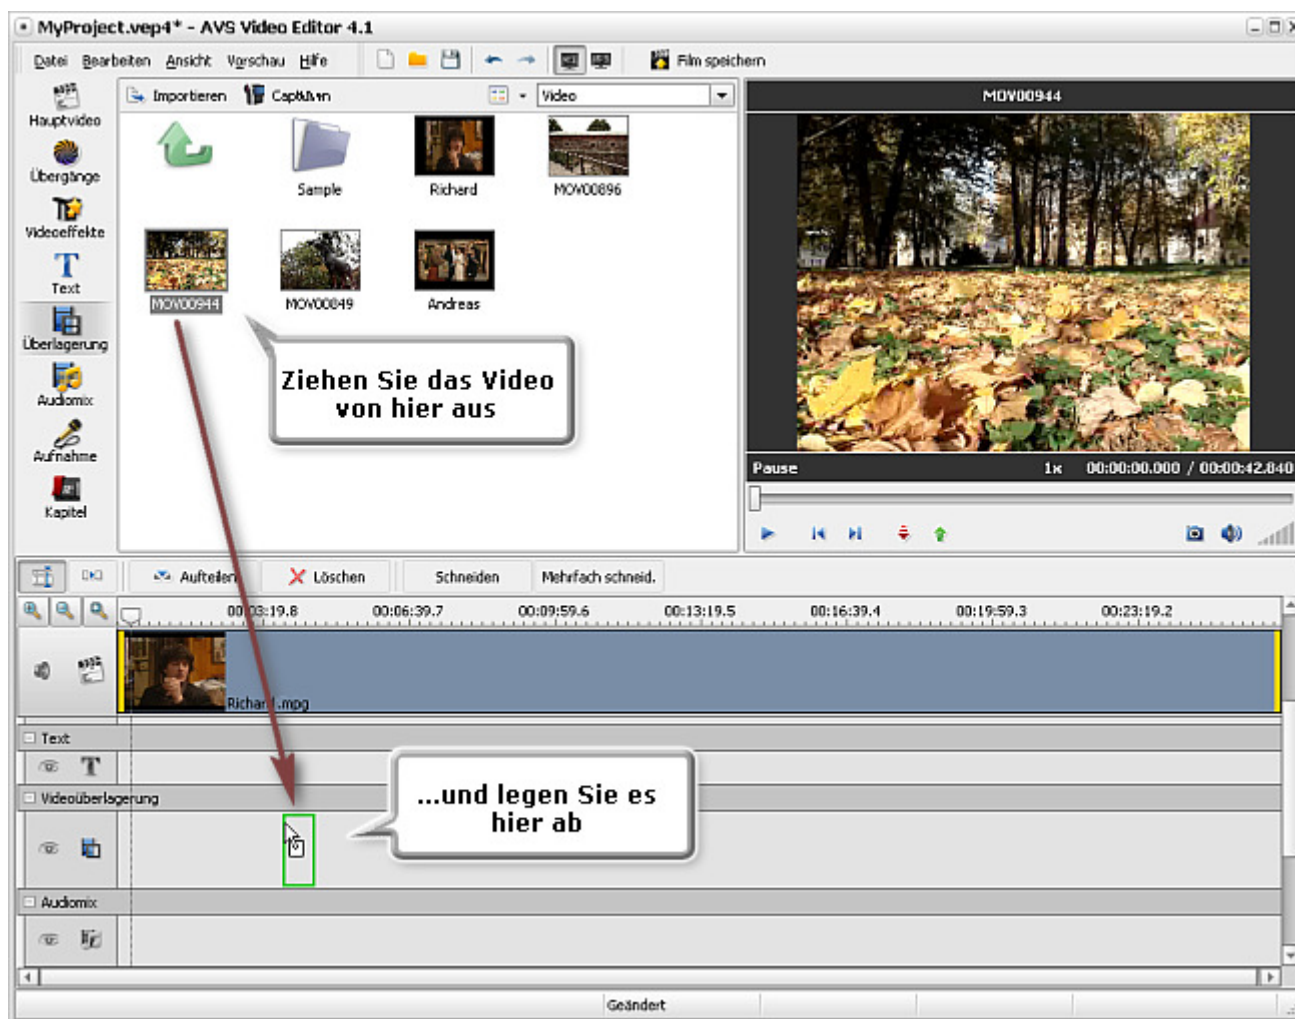 MyProject.vep4* - AVS Video Editor 4.1
Datei Bearbeiten Ansicht Vorschau Hilfe Film speichern
Hauptvideo
Übergänge
Videoeffekte
Text
Überlagerung
Audiomix
Aufnahme
Kapitel
Importieren Video
Sample Richard MOV00896
MOV00944 MOV00849 Andreas
Ziehen Sie das Video
von hier aus
MOV00944
Pause 1x 00:00:00.000 / 00:00:42.840
Aufteilen Löschen Schneiden Mehrfach schneid.
00:03:19.8 00:06:39.7 00:09:59.6 00:13:19.5 00:16:39.4 00:19:59.3 00:23:19.2
Richard.mpg
Text
T
Videoüberlagerung
...und legen Sie es
hier ab
Audiomix
Geändert